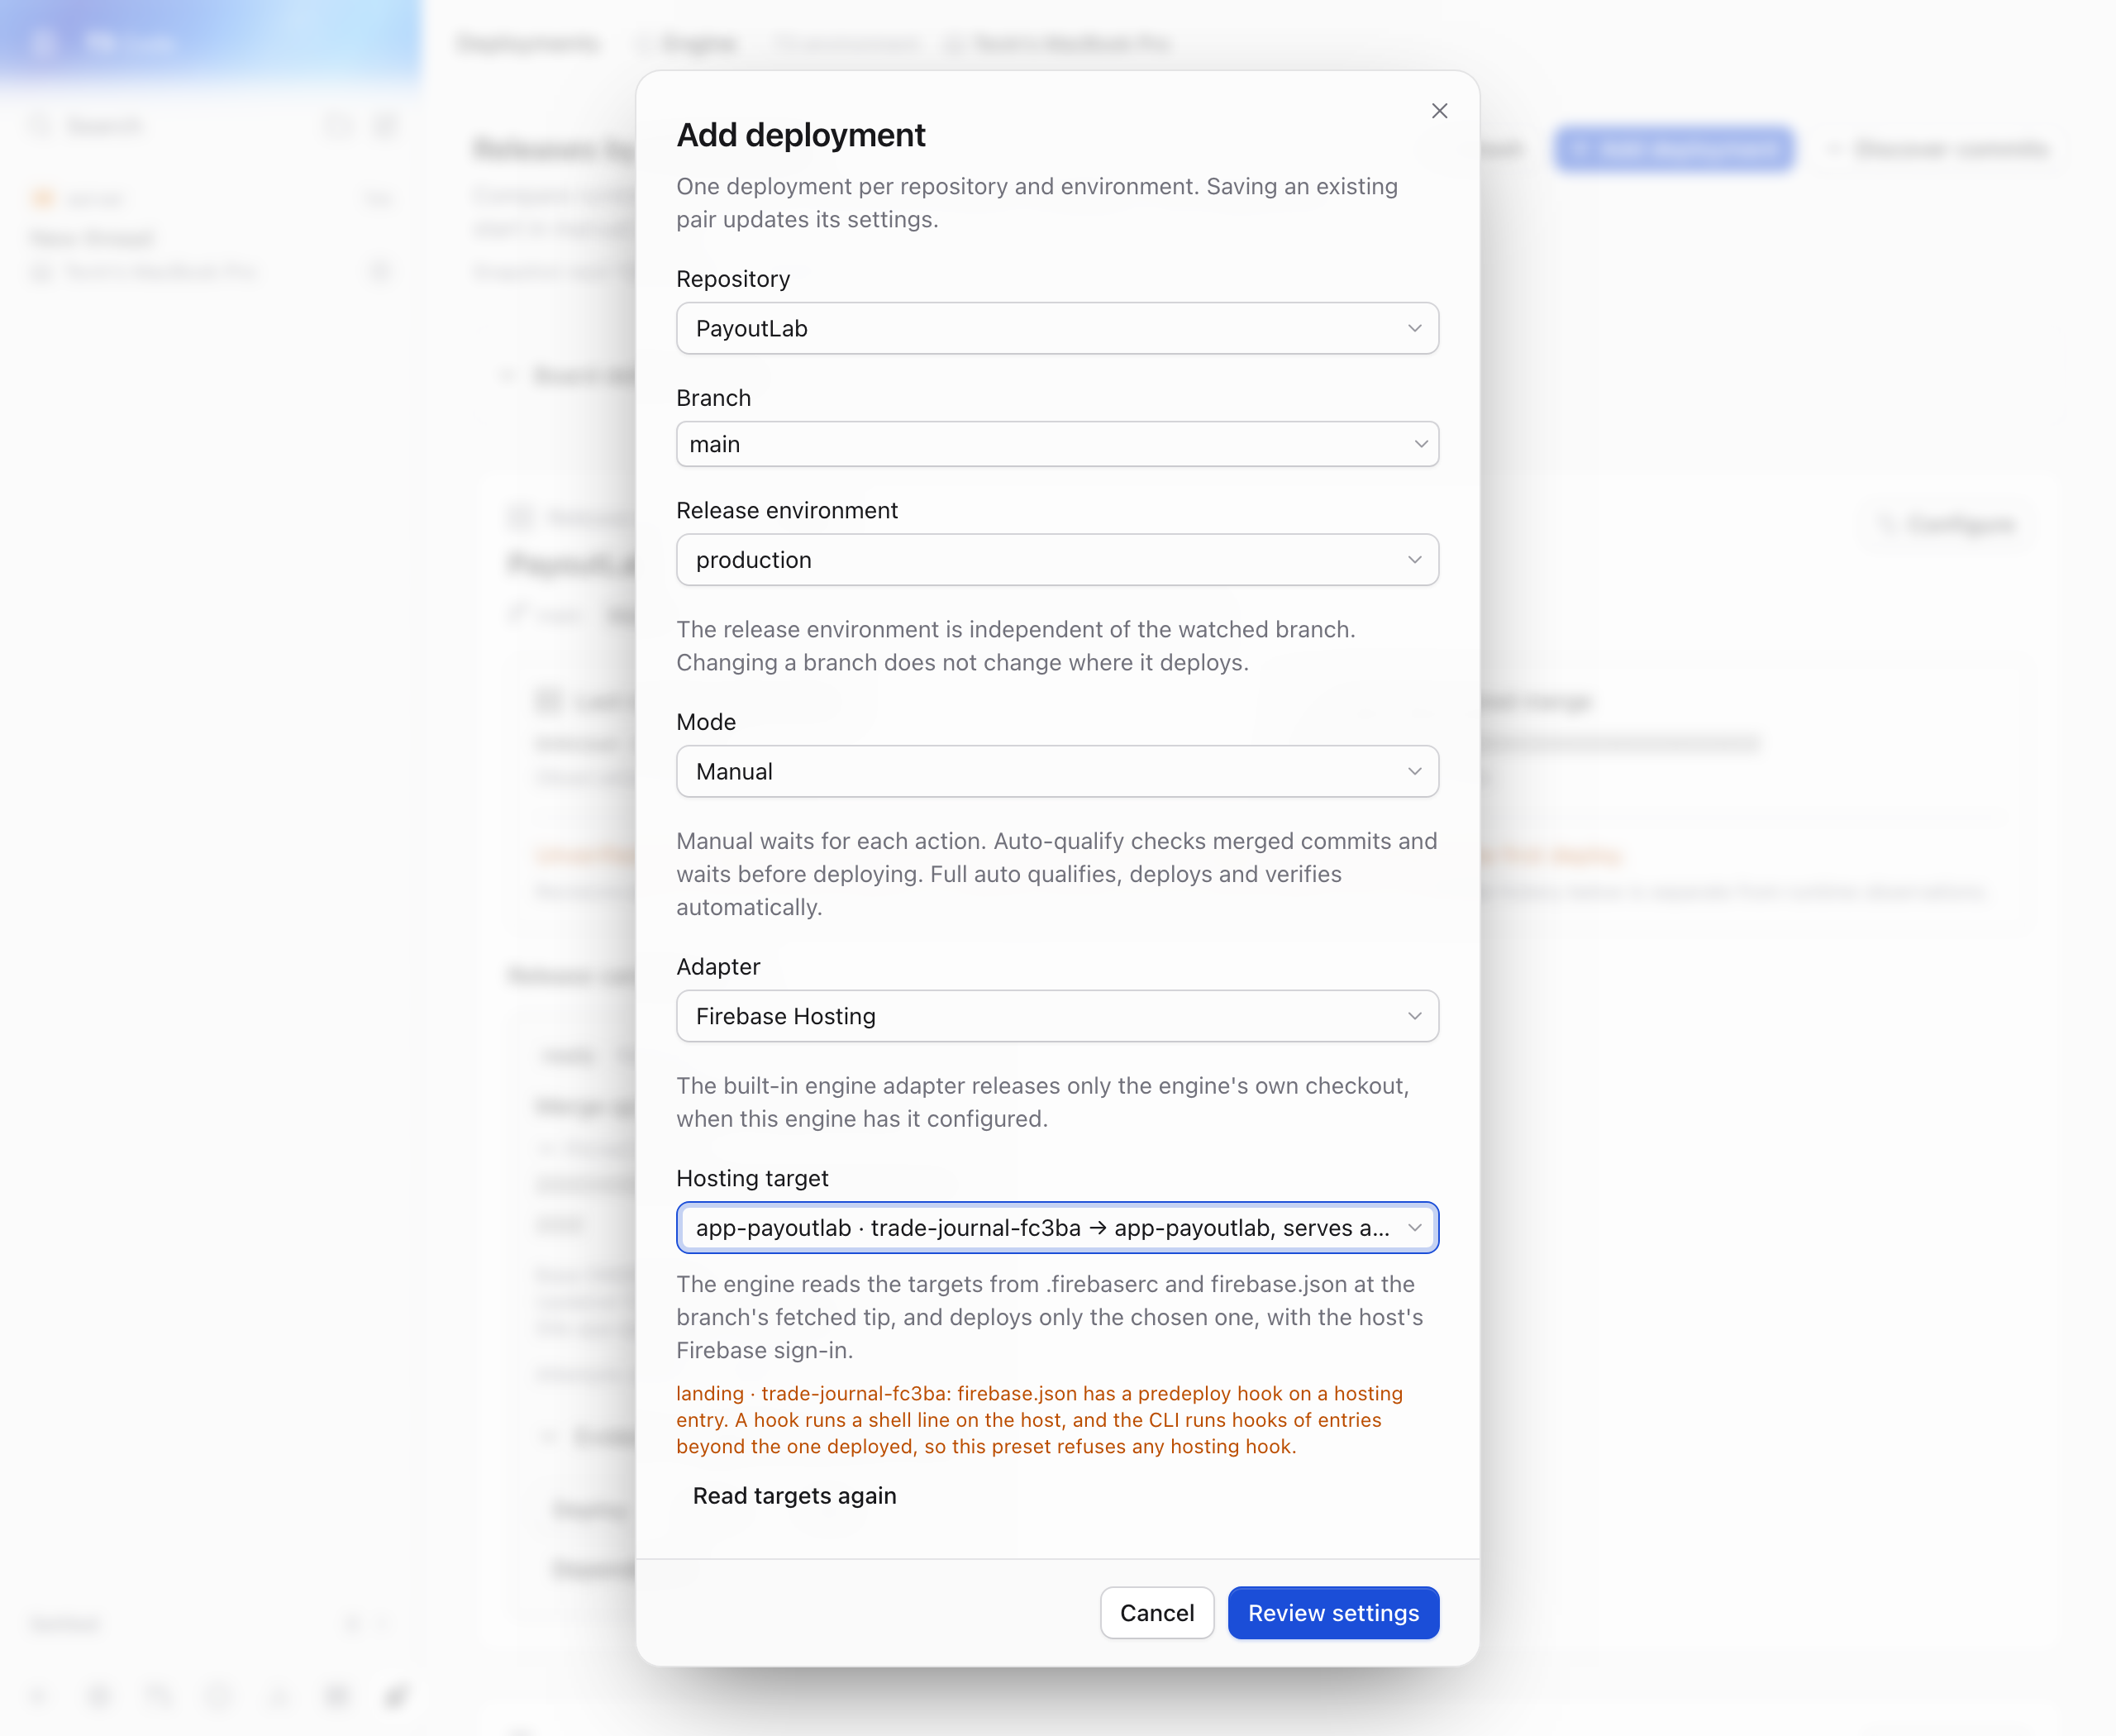 Add deployment
One deployment per repository and environment. Saving an existing
pair updates its settings.
Repository
PayoutLab
Branch
main
Release environment
production
The release environment is independent of the watched branch.
Changing a branch does not change where it deploys.
Mode
Manual
Manual waits for each action. Auto-qualify checks merged commits and
waits before deploying. Full auto qualifies, deploys and verifies
automatically.
Adapter
Firebase Hosting
The built-in engine adapter releases only the engine's own checkout,
when this engine has it configured.
Hosting target
app-payoutlab · trade-journal-fc3ba → app-payoutlab, serves a...
The engine reads the targets from .firebaserc and firebase.json at the
branch's fetched tip, and deploys only the chosen one, with the host's
Firebase sign-in.
landing · trade-journal-fc3ba: firebase.json has a predeploy hook on a hosting
entry. A hook runs a shell line on the host, and the CLI runs hooks of entries
beyond the one deployed, so this preset refuses any hosting hook.
Read targets again
Cancel
Review settings